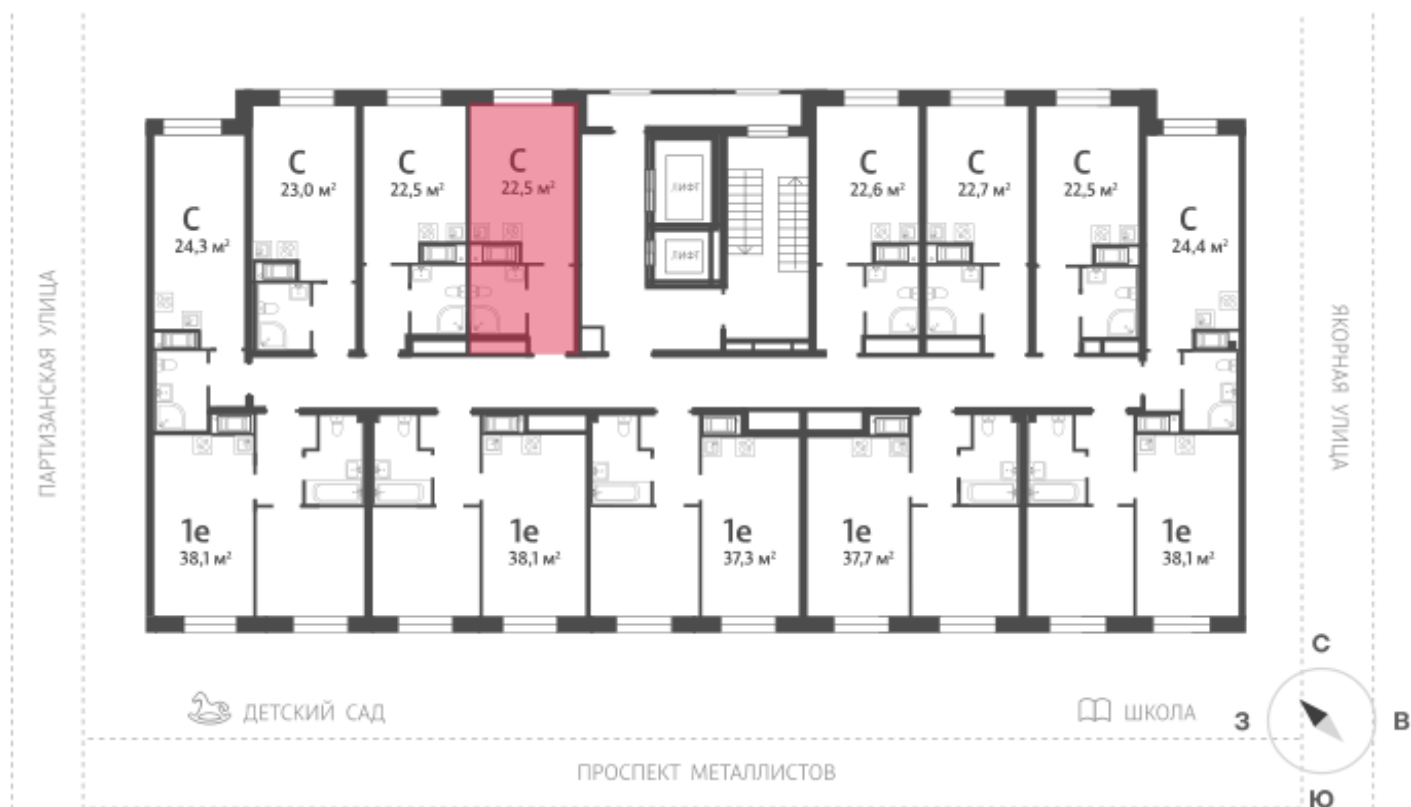 С
23,0 м²
С
22,5 м²
С
22,5 м²
ЛИФТ
С
22,6 м²
С
22,7 м²
С
22,5 м²
С
24,3 м²
ЛИФТ
С
24,4 м²
ПАРТИЗАНСКАЯ УЛИЦА
ЯКОРНАЯ УЛИЦА
1е
38,1 м²
1е
38,1 м²
1е
37,3 м²
1е
37,7 м²
1е
38,1 м²
ДЕТСКИЙ САД
ШКОЛА
С
З
В
Ю
ПРОСПЕКТ МЕТАЛЛИСТОВ